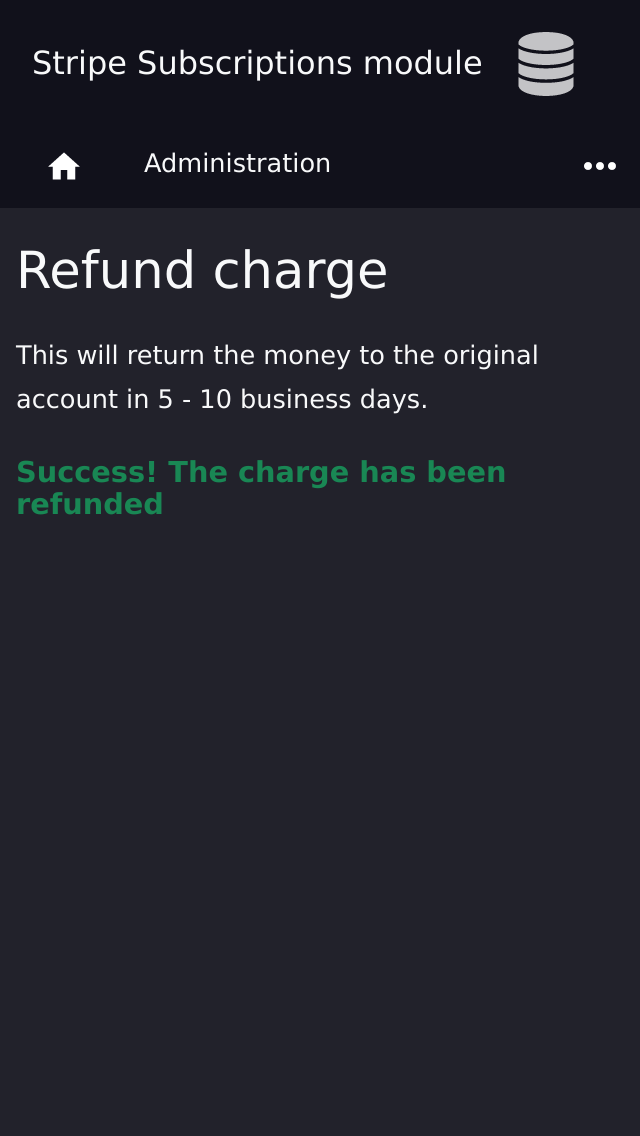 Stripe Subscriptions module
Administration
Refund charge
This will return the money to the original
account in 5 - 10 business days.
Success! The charge has been
refunded